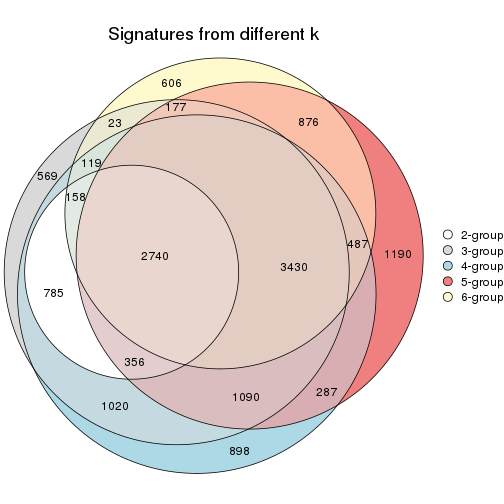 Signatures from different k
606
177
23
876
119
569
158
487
1190
2740
3430
785
356
1090
287
1020
898
2-group
3-group
4-group
5-group
6-group